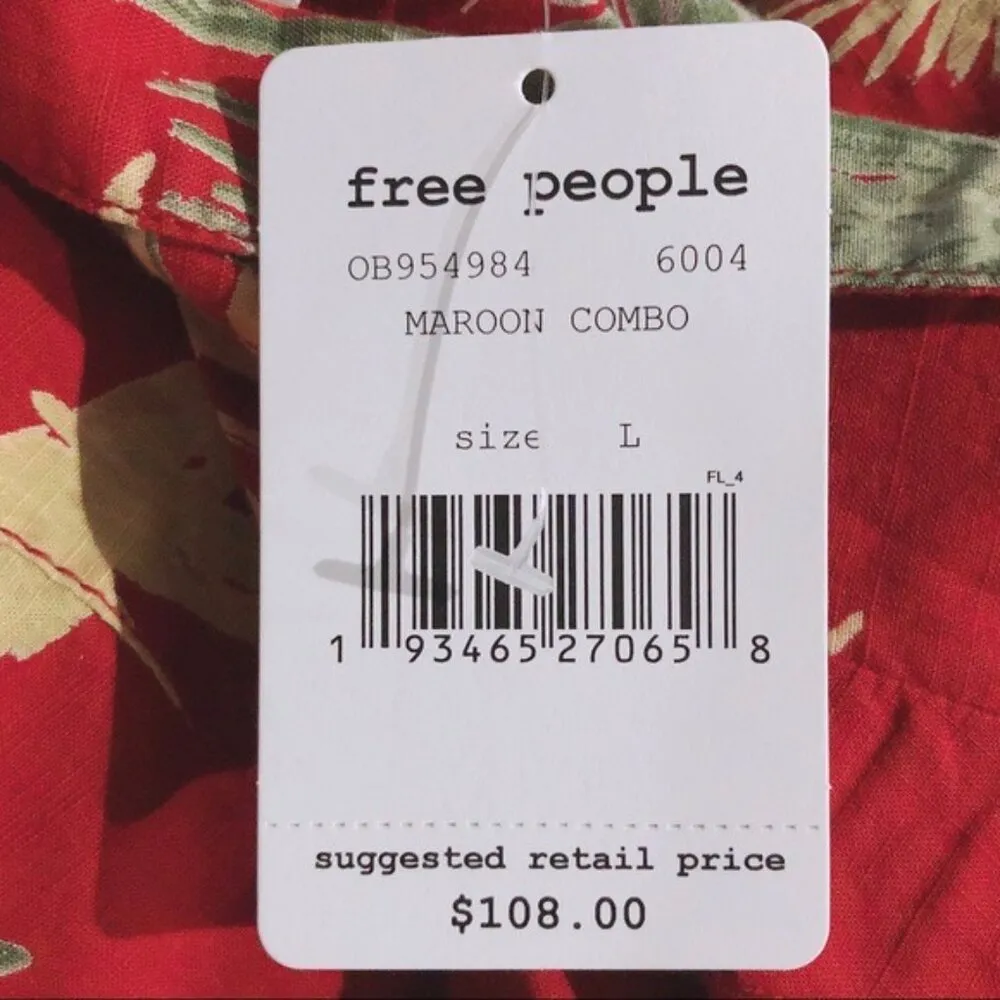 free people
OB954984 6004
MAROON COMBO
size L
FL_4
1 93465 27065 8
suggested retail price
$108.00